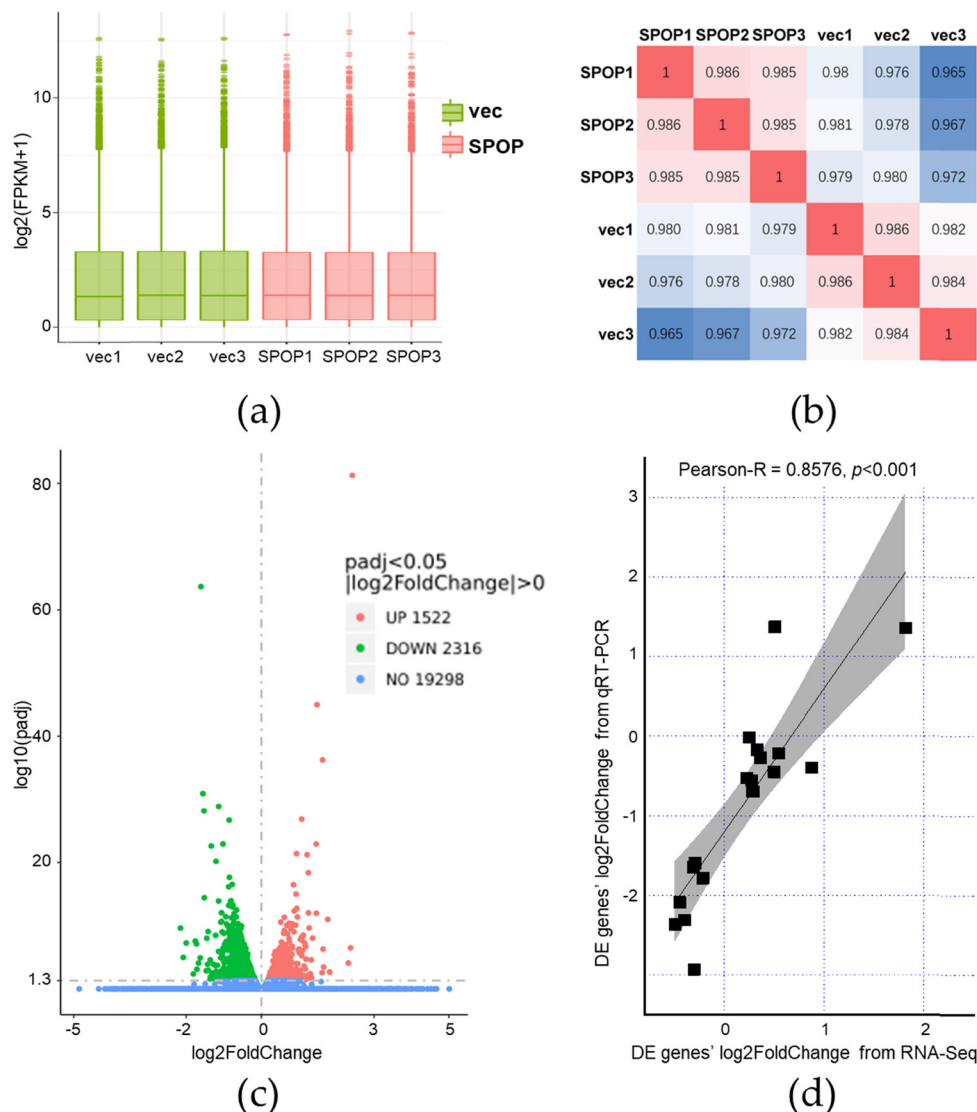 log2(FPKM+1)
10
5
0
vec1 vec2 vec3 SPOP1 SPOP2 SPOP3
vec
SPOP
(a)
SPOP1 SPOP2 SPOP3 vec1 vec2 vec3
SPOP1 1 0.986 0.985 0.98 0.976 0.965
SPOP2 0.986 1 0.985 0.981 0.978 0.967
SPOP3 0.985 0.985 1 0.979 0.980 0.972
vec1 0.980 0.981 0.979 1 0.986 0.982
vec2 0.976 0.978 0.980 0.986 1 0.984
vec3 0.965 0.967 0.972 0.982 0.984 1
(b)
log10(padj)
80
60
40
20
1.3
-5 -2 0 3 5
log2FoldChange
padj<0.05
|log2FoldChange|>0
UP 1522
DOWN 2316
NO 19298
(c)
Pearson-R = 0.8576, p<0.001
DE genes’ log2FoldChange from qRT-PCR
3
2
1
0
-1
-2
0 1 2
DE genes’ log2FoldChange from RNA-Seq
(d)